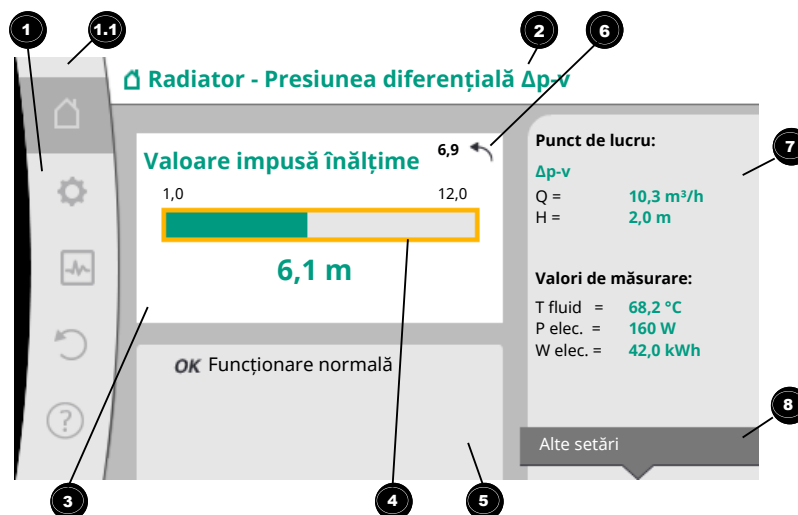 1
1.1
2
6
Radiator - Presiunea diferențială Δp-v
Valoare impusă înălțime
6,9
1,0
12,0
6,1 m
OK Funcționare normală
Punct de lucru:
7
Δp-v
Q = 10,3 m³/h
H = 2,0 m
Valori de măsurare:
T fluid = 68,2 °C
P elec. = 160 W
W elec. = 42,0 kWh
?
8
Alte setări
3
4
5